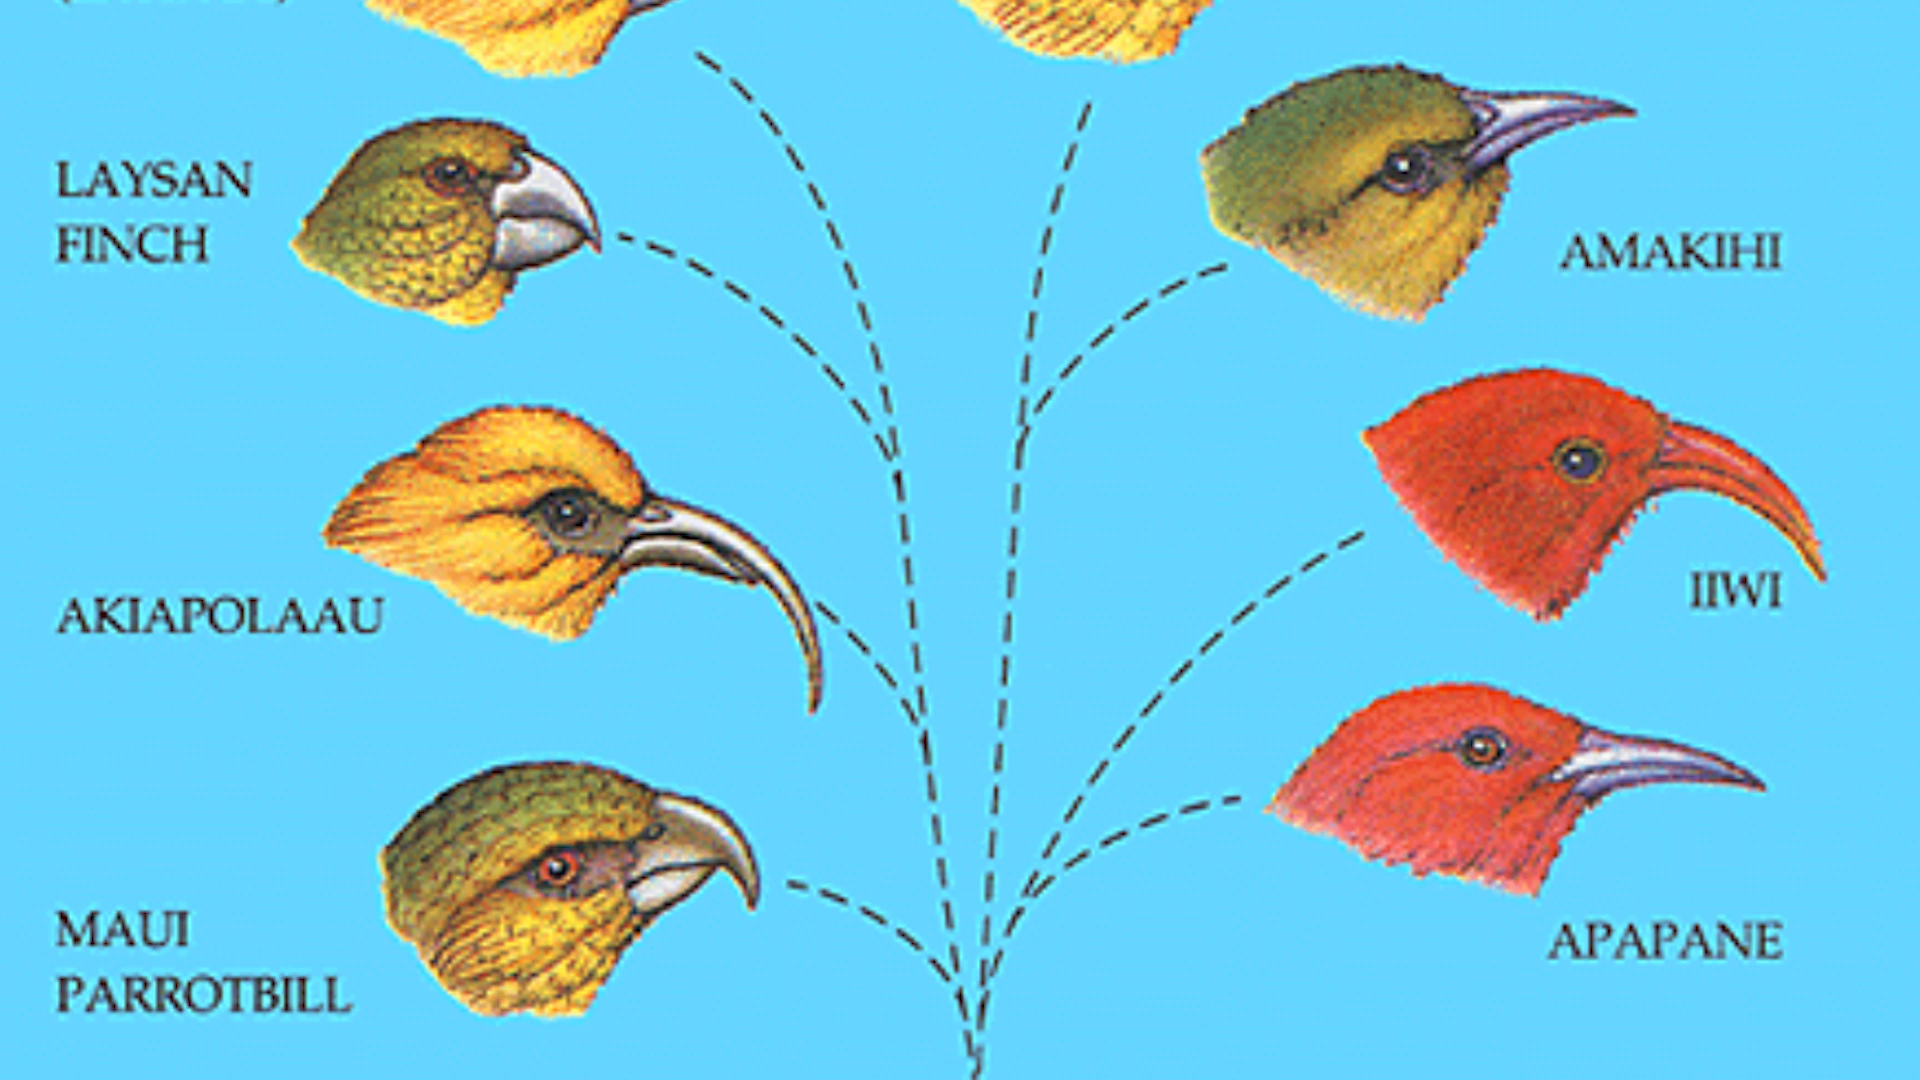 LAYSAN
FINCH
AMAKIHI
AKIAPOLAAU
IIWI
MAUI
PARROTBILL
APAPANE